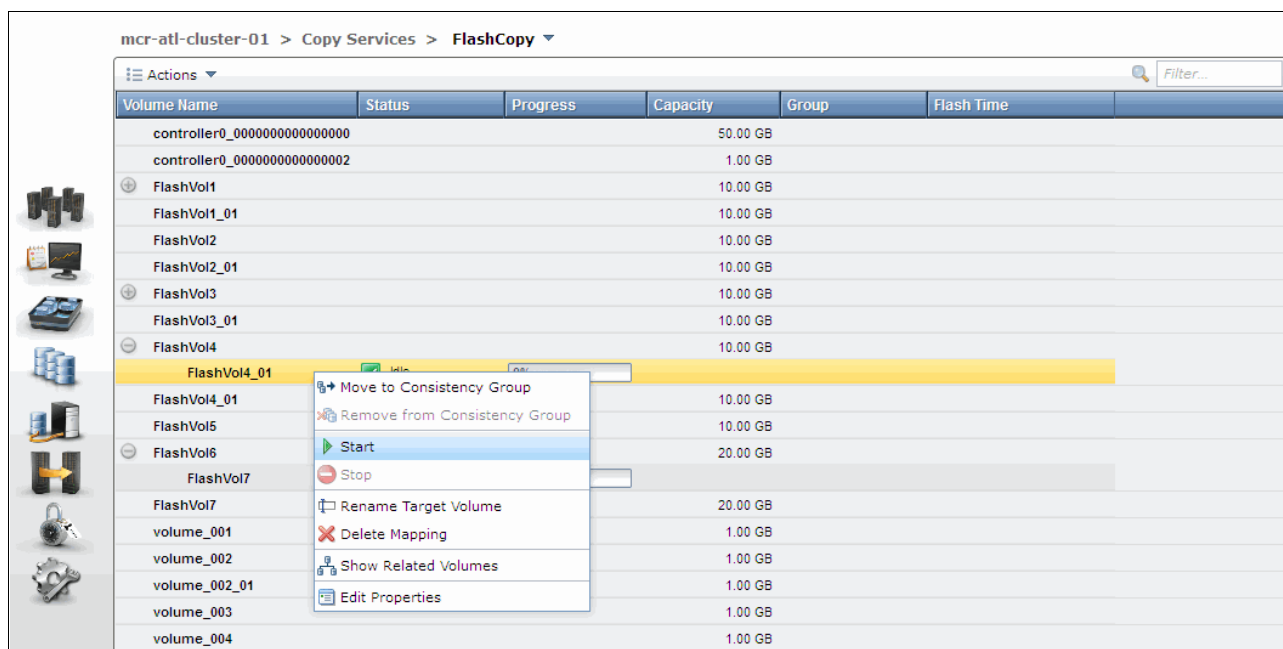 mcr-atl-cluster-01 > Copy Services > FlashCopy
Actions Filter...
Volume Name Status Progress Capacity Group Flash Time
controller0_0000000000000000 50.00 GB
controller0_0000000000000002 1.00 GB
FlashVol1 10.00 GB
FlashVol1_01 10.00 GB
FlashVol2 10.00 GB
FlashVol2_01 10.00 GB
FlashVol3 10.00 GB
FlashVol3_01 10.00 GB
FlashVol4 10.00 GB
FlashVol4_01 Idle 0%
Move to Consistency Group
FlashVol4_01 10.00 GB
Remove from Consistency Group
FlashVol5 10.00 GB
Start
FlashVol6 20.00 GB
Stop
FlashVol7
Rename Target Volume
FlashVol7 20.00 GB
Delete Mapping
volume_001 1.00 GB
volume_002 1.00 GB
Show Related Volumes
volume_002_01 1.00 GB
Edit Properties
volume_003 1.00 GB
volume_004 1.00 GB